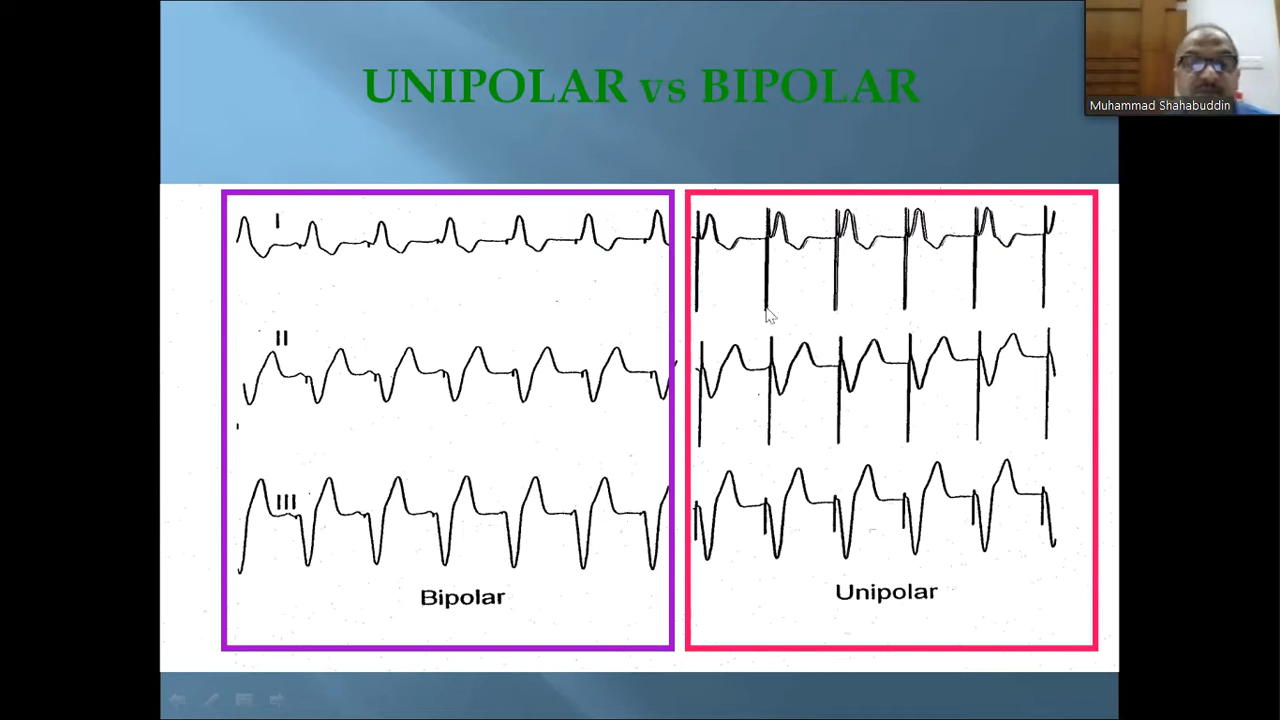 UNIPOLAR vs BIPOLAR
Muhammad Shahabuddin
I
II
III
Bipolar
Unipolar